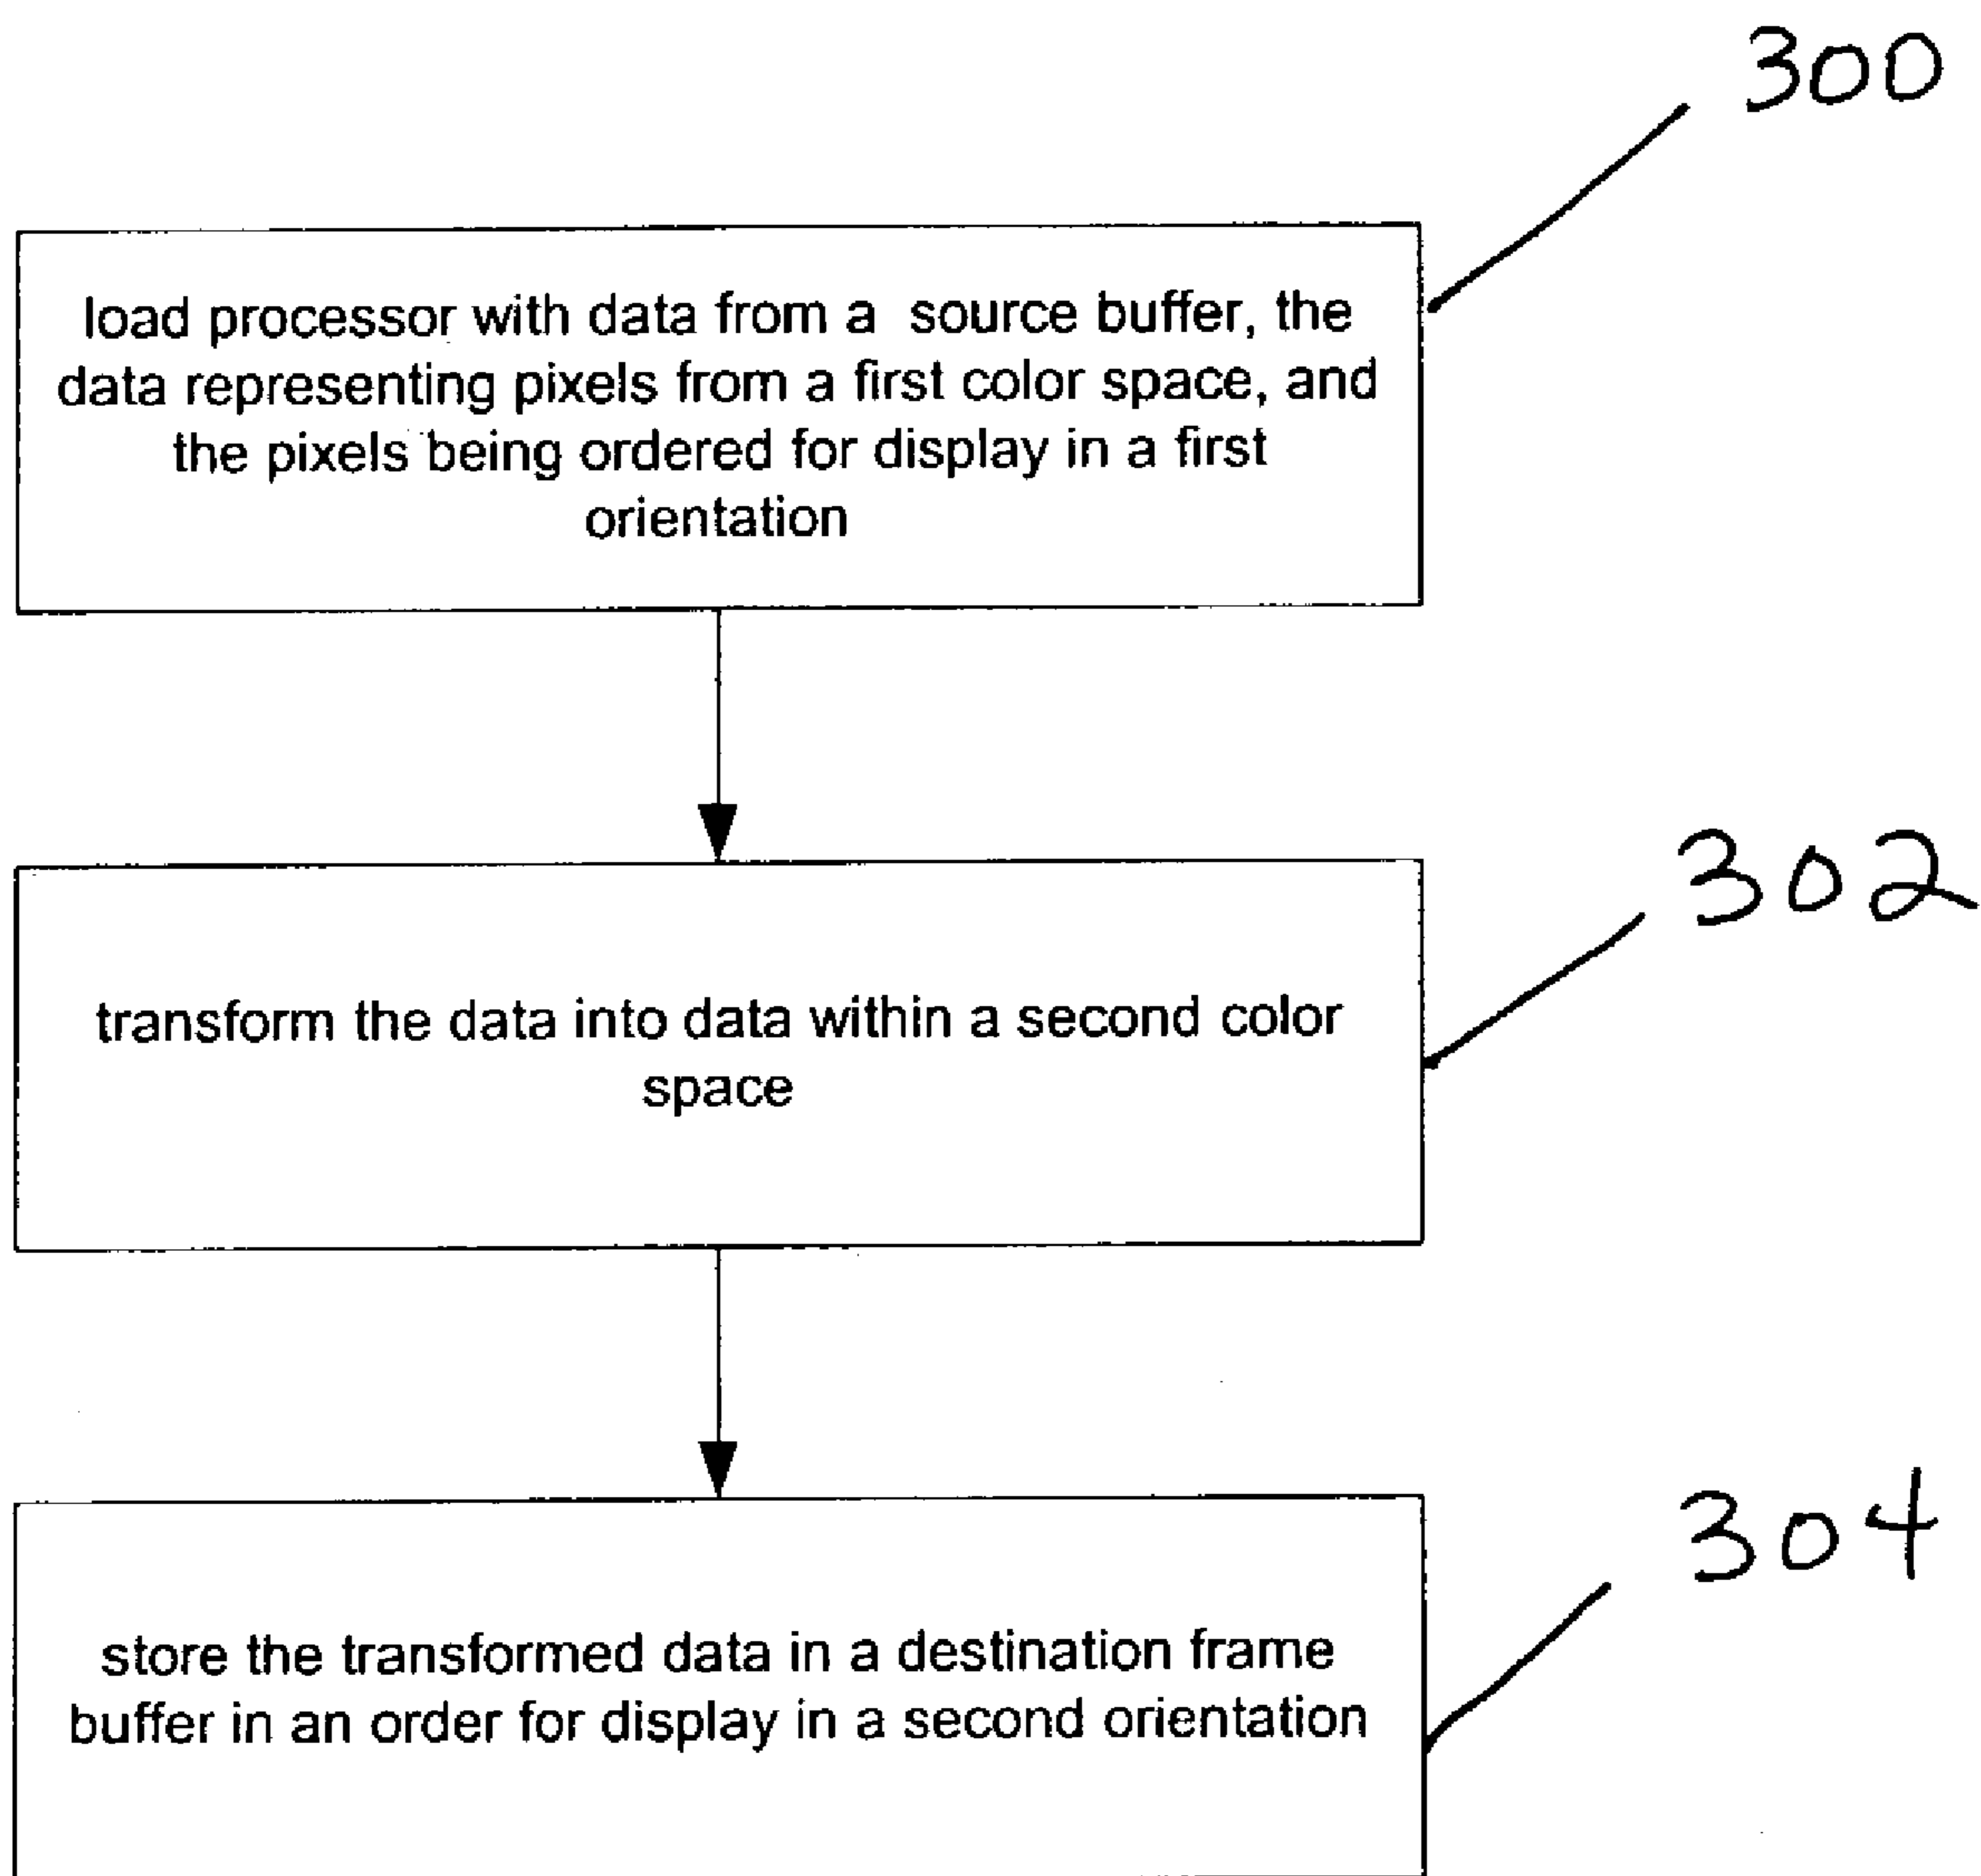 300
load processor with data from a source buffer, the
data representing pixels from a first color space, and
the pixels being ordered for display in a first
orientation
302
transform the data into data within a second color
space
304
store the transformed data in a destination frame
buffer in an order for display in a second orientation